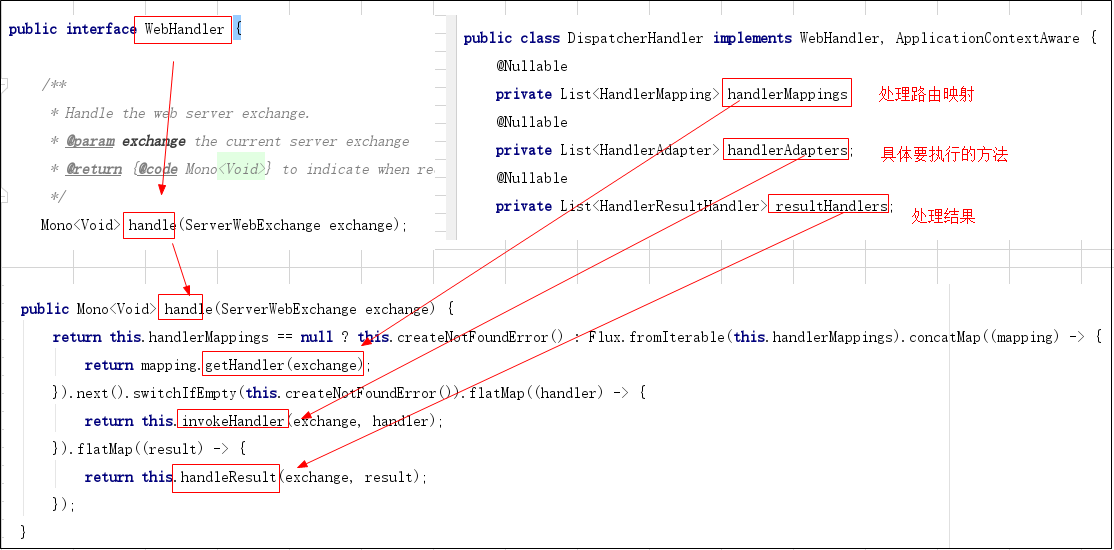 public interface WebHandler {
/**
* Handle the web server exchange.
* @param exchange the current server exchange
* @return {@code Mono<Void>} to indicate when re
*/
Mono<Void> handle(ServerWebExchange exchange);
public class DispatcherHandler implements WebHandler, ApplicationContextAware {
@Nullable
private List<HandlerMapping> handlerMappings 处理路由映射
@Nullable
private List<HandlerAdapter> handlerAdapters; 具体要执行的方法
@Nullable
private List<HandlerResultHandler> resultHandlers; 处理结果
public Mono<Void> handle(ServerWebExchange exchange) {
return this.handlerMappings == null ? this.createNotFoundError() : Flux.fromIterable(this.handlerMappings).concatMap((mapping) -> {
return mapping.getHandler(exchange);
}).next().switchIfEmpty(this.createNotFoundError()).flatMap((handler) -> {
return this.invokeHandler(exchange, handler);
}).flatMap((result) -> {
return this.handleResult(exchange, result);
});
}